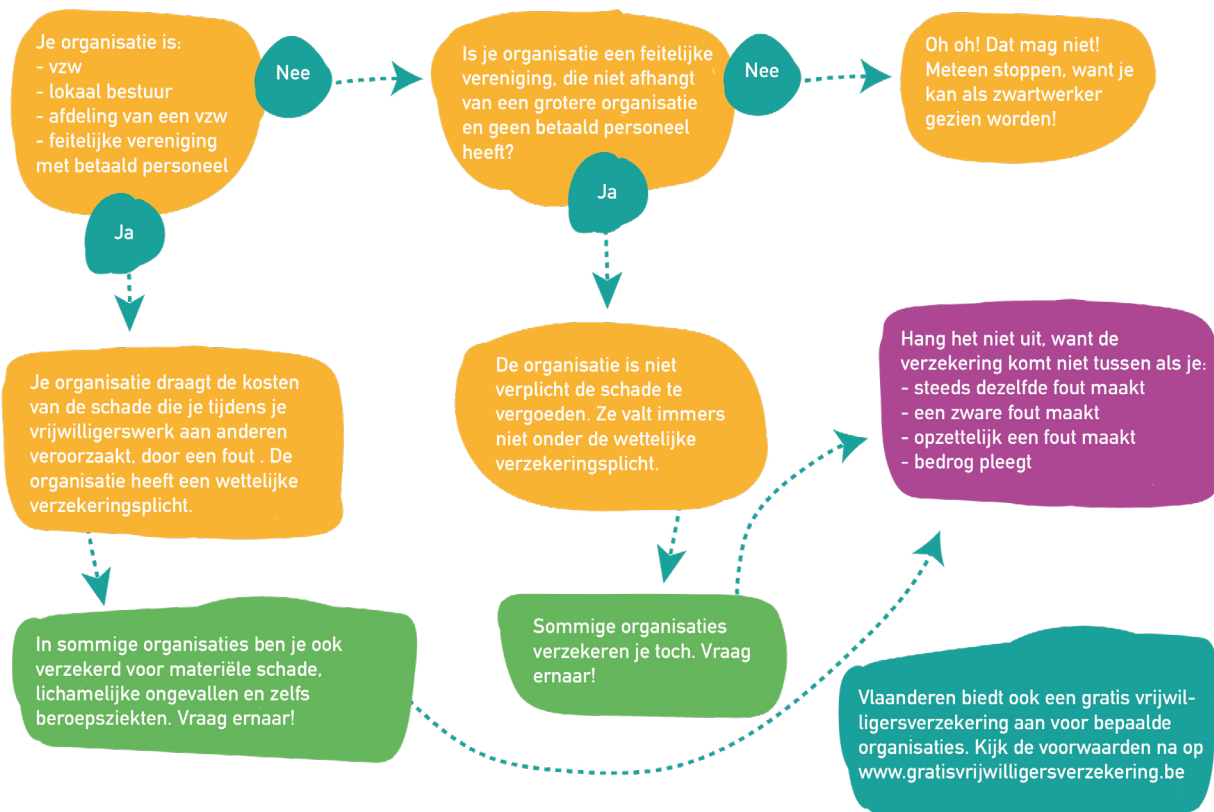 Je organisatie is:
- vzw
- lokaal bestuur
- afdeling van een vzw
- feitelijke vereniging
met betaald personeel
Nee
Is je organisatie een feitelijke
vereniging, die niet afhangt
van een grotere organisatie
en geen betaald personeel
heeft?
Nee
Oh oh! Dat mag niet!
Meteen stoppen, want je
kan als zwartwerker
gezien worden!
Ja
Ja
Je organisatie draagt de kosten
van de schade die je tijdens je
vrijwilligerswerk aan anderen
veroorzaakt, door een fout . De
organisatie heeft een wettelijke
verzekeringsplicht.
De organisatie is niet
verplicht de schade te
vergoeden. Ze valt immers
niet onder de wettelijke
verzekeringsplicht.
Hang het niet uit, want de
verzekering komt niet tussen als je:
- steeds dezelfde fout maakt
- een zware fout maakt
- opzettelijk een fout maakt
- bedrog pleegt
In sommige organisaties ben je ook
verzekerd voor materiële schade,
lichamelijke ongevallen en zelfs
beroepsziekten. Vraag ernaar!
Sommige organisaties
verzekeren je toch. Vraag
ernaar!
Vlaanderen biedt ook een gratis vrijwil-
ligersverzekering aan voor bepaalde
organisaties. Kijk de voorwaarden na op
www.gratisvrijwilligersverzekering.be